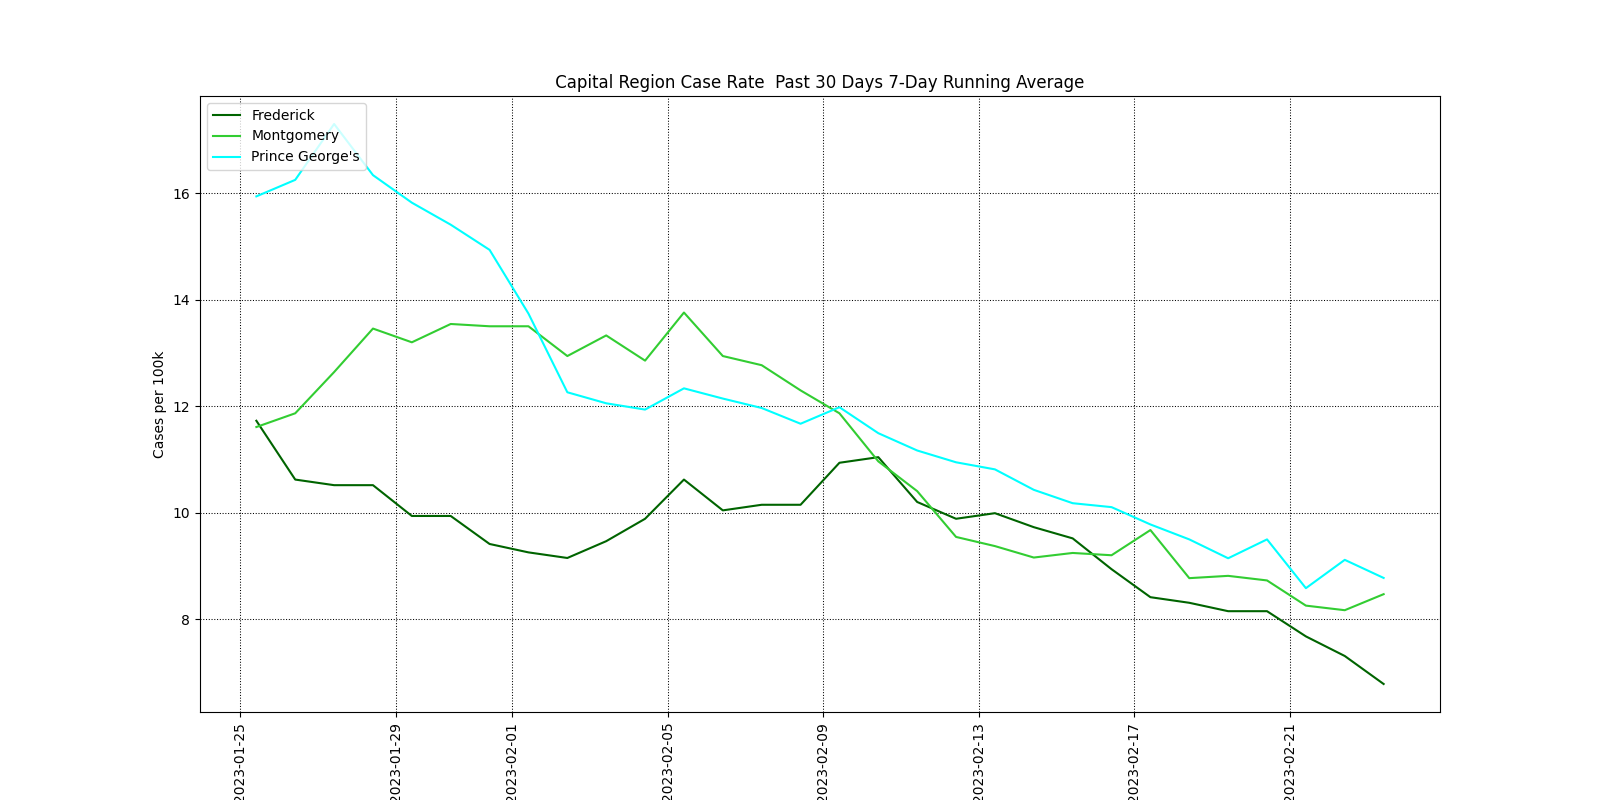 Capital Region Case Rate  Past 30 Days 7-Day Running Average
Frederick
Montgomery
Prince George's
Cases per 100k
16
14
12
10
8
2023-01-25
2023-01-29
2023-02-01
2023-02-05
2023-02-09
2023-02-13
2023-02-17
2023-02-21